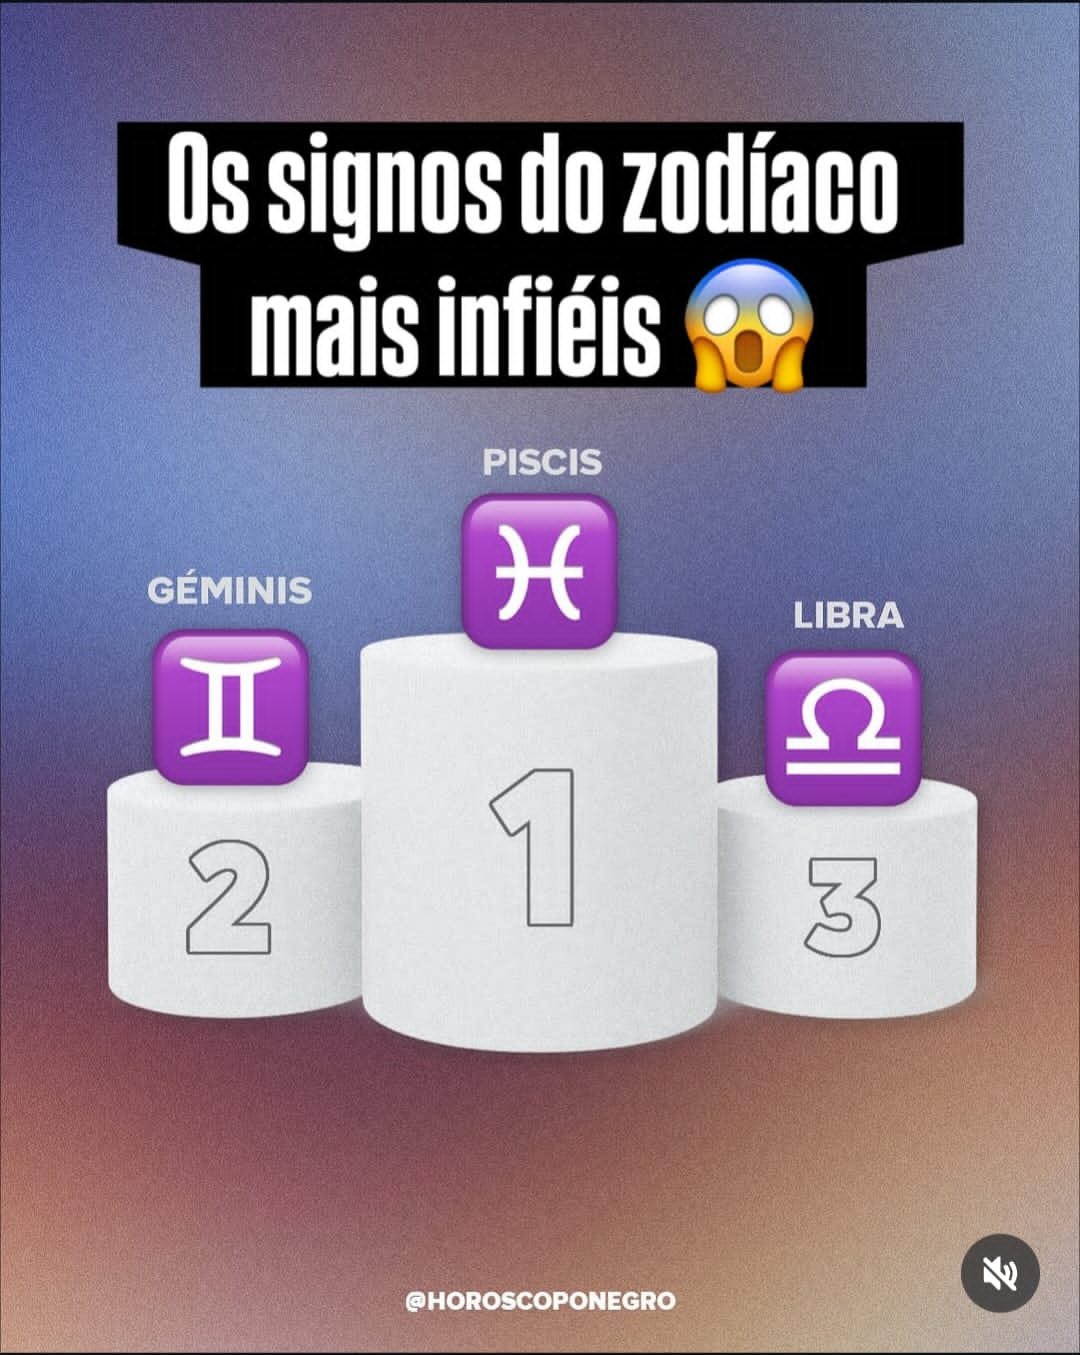 Os signos do zodíaco
mais infiéis 😱
PISCIS
GÉMINIS
LIBRA
1
2
3
@HOROSCOPONEGRO